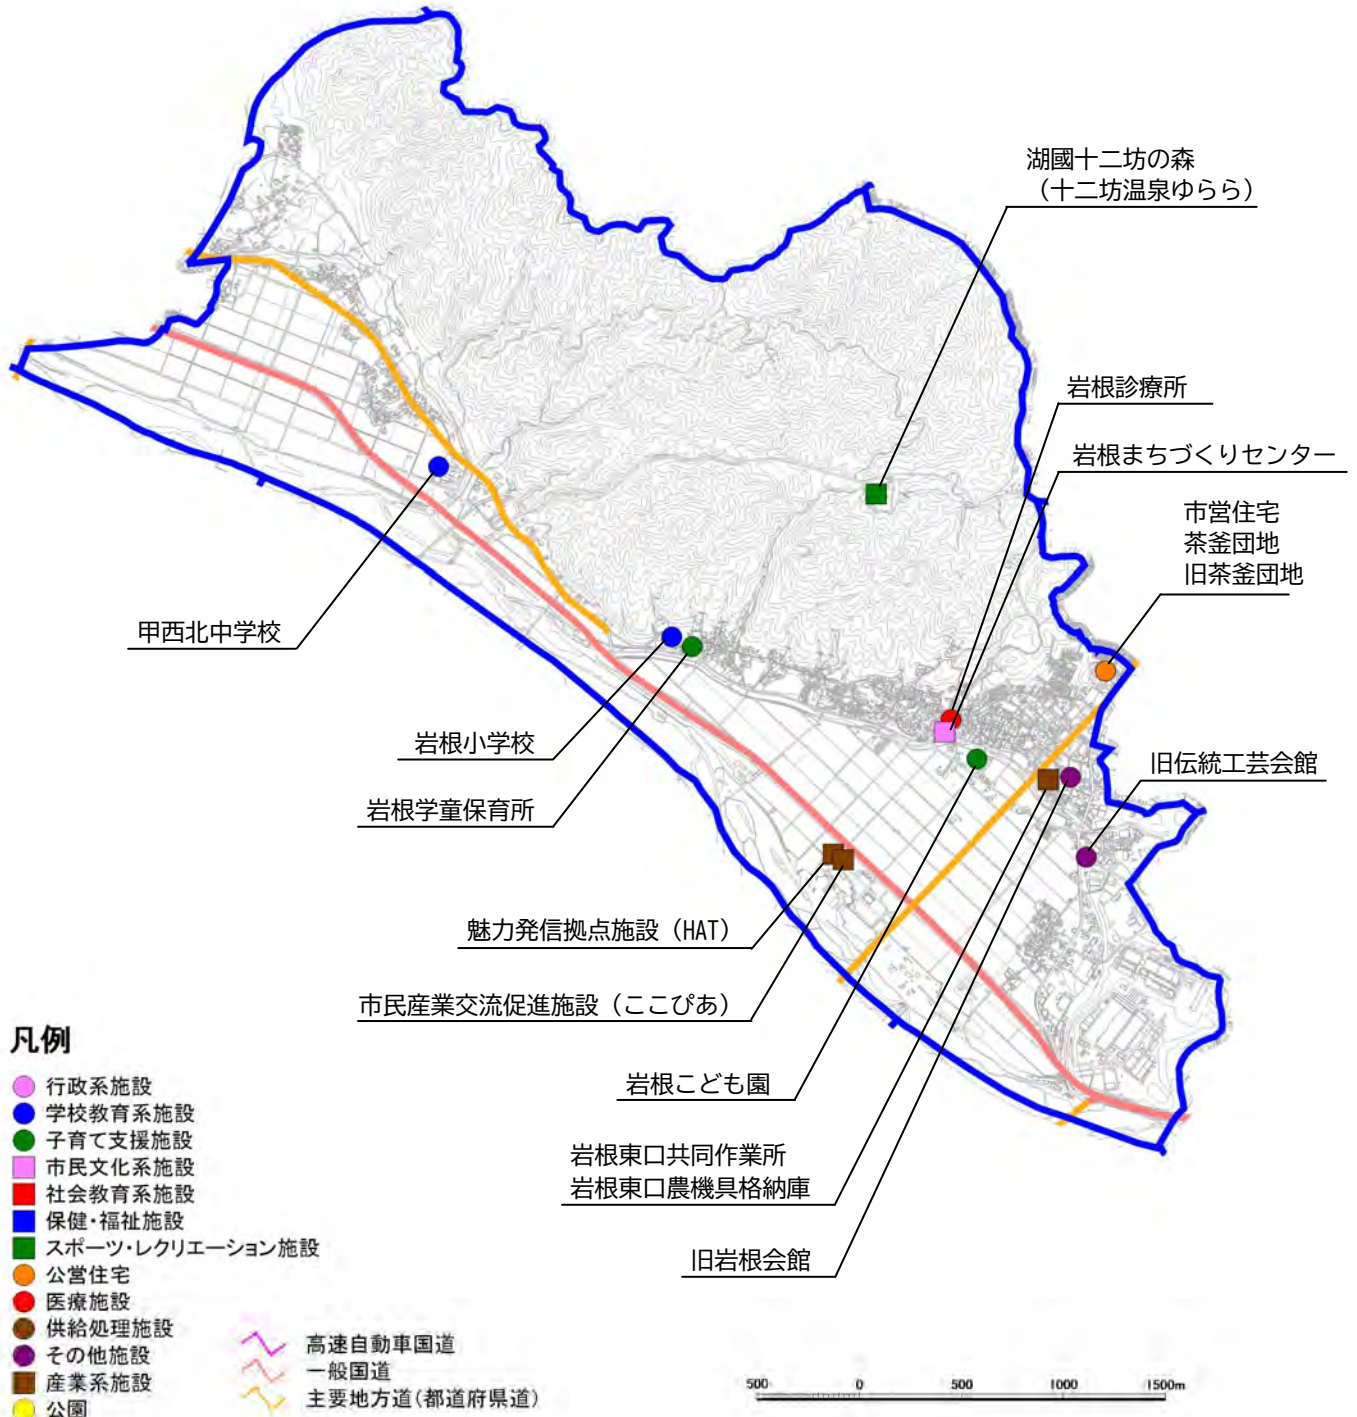 湖國十二坊の森
（十二坊温泉ゆらら）
岩根診療所
岩根まちづくりセンター
市営住宅
茶釜団地
旧茶釜団地
甲西北中学校
岩根小学校
旧伝統工芸会館
岩根学童保育所
魅力発信拠点施設（HAT）
市民産業交流促進施設（ここぴあ）
岩根こども園
岩根東口共同作業所
岩根東口農機具格納庫
旧岩根会館
凡例
行政系施設
学校教育系施設
子育て支援施設
市民文化系施設
社会教育系施設
保健・福祉施設
スポーツ・レクリエーション施設
公営住宅
医療施設
供給処理施設
その他施設
産業系施設
公園
高速自動車国道
一般国道
主要地方道(都道府県道)
500 0 500 1000 1500m